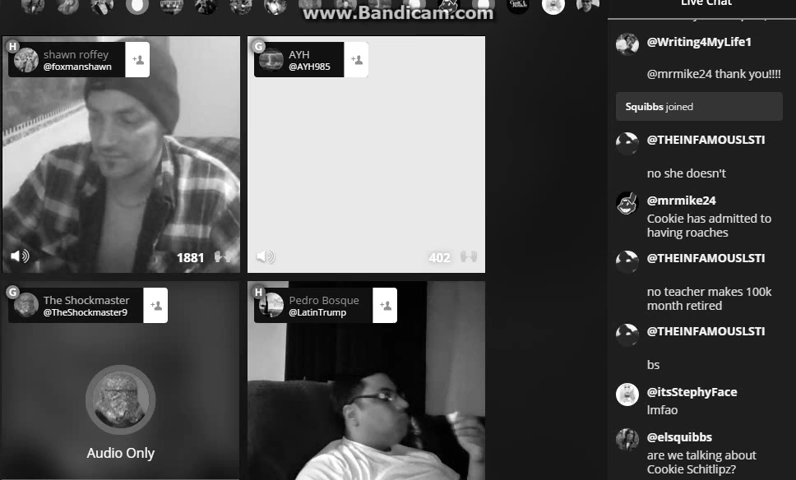 www.Bandicam.com
Live Chat
H
shawn roffey
@foxmanshawn
1881
G
AYH
@AYH985
402
G
The Shockmaster
@TheShockmaster9
Audio Only
H
Pedro Bosque
@LatinTrump
@Writing4MyLife1
@mrmike24 thank you!!!!
Squibbs joined
@THEINFAMOUSLSTI
no she doesn't
@mrmike24
Cookie has admitted to
having roaches
@THEINFAMOUSLSTI
no teacher makes 100k
month retired
@THEINFAMOUSLSTI
bs
@itsStephyFace
lmfao
@elsquibbs
are we talking about
Cookie Schitlipz?